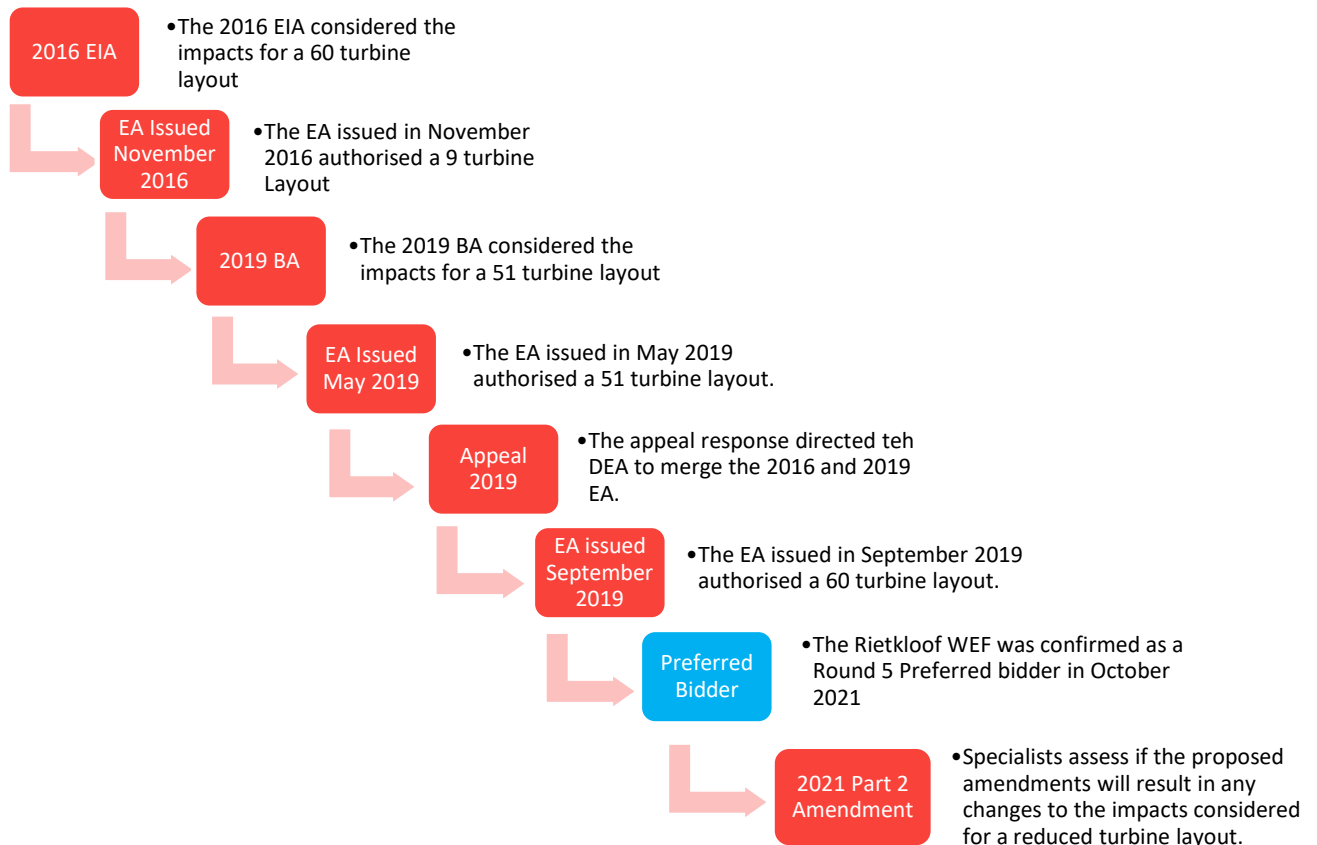 2016 EIA
•The 2016 EIA considered the
impacts for a 60 turbine
layout
EA Issued
November
2016
•The EA issued in November
2016 authorised a 9 turbine
Layout
2019 BA
•The 2019 BA considered the
impacts for a 51 turbine layout
EA Issued
May 2019
•The EA issued in May 2019
authorised a 51 turbine layout.
Appeal
2019
•The appeal response directed teh
DEA to merge the 2016 and 2019
EA.
EA issued
September
2019
•The EA issued in September 2019
authorised a 60 turbine layout.
Preferred
Bidder
•The Rietkloof WEF was confirmed as a
Round 5 Preferred bidder in October
2021
2021 Part 2
Amendment
•Specialists assess if the proposed
amendments will result in any
changes to the impacts considered
for a reduced turbine layout.